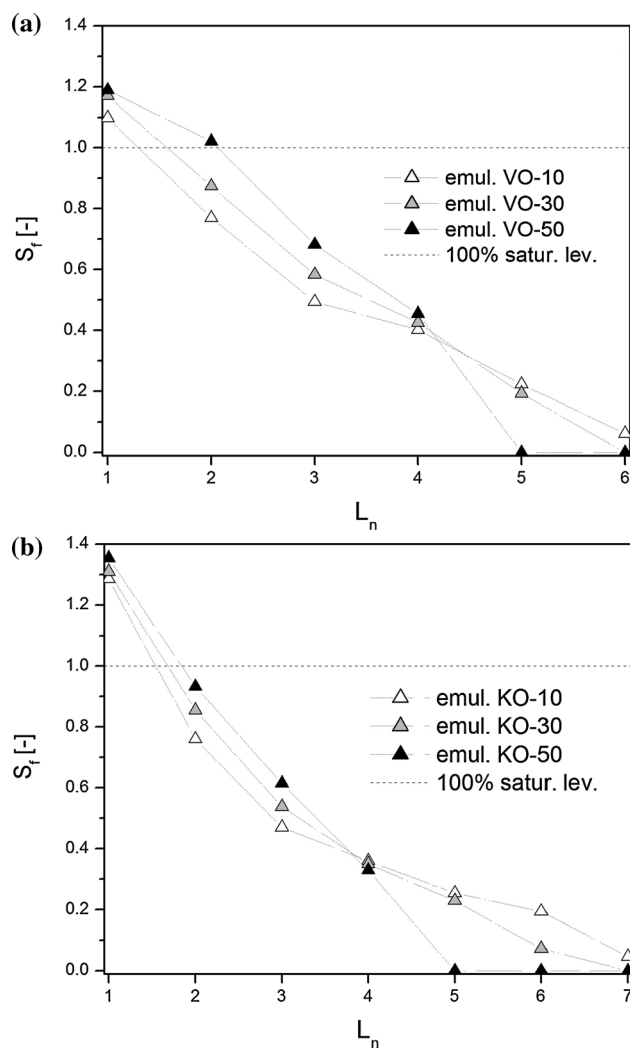 (a)
1.4
1.2
1.0
0.8
0.6
0.4
0.2
0.0
S_f [-]
emul. VO-10
emul. VO-30
emul. VO-50
100% satur. lev.
1 2 3 4 5 6
L_n
(b)
1.4
1.2
1.0
0.8
0.6
0.4
0.2
0.0
S_f [-]
emul. KO-10
emul. KO-30
emul. KO-50
100% satur. lev.
1 2 3 4 5 6 7
L_n